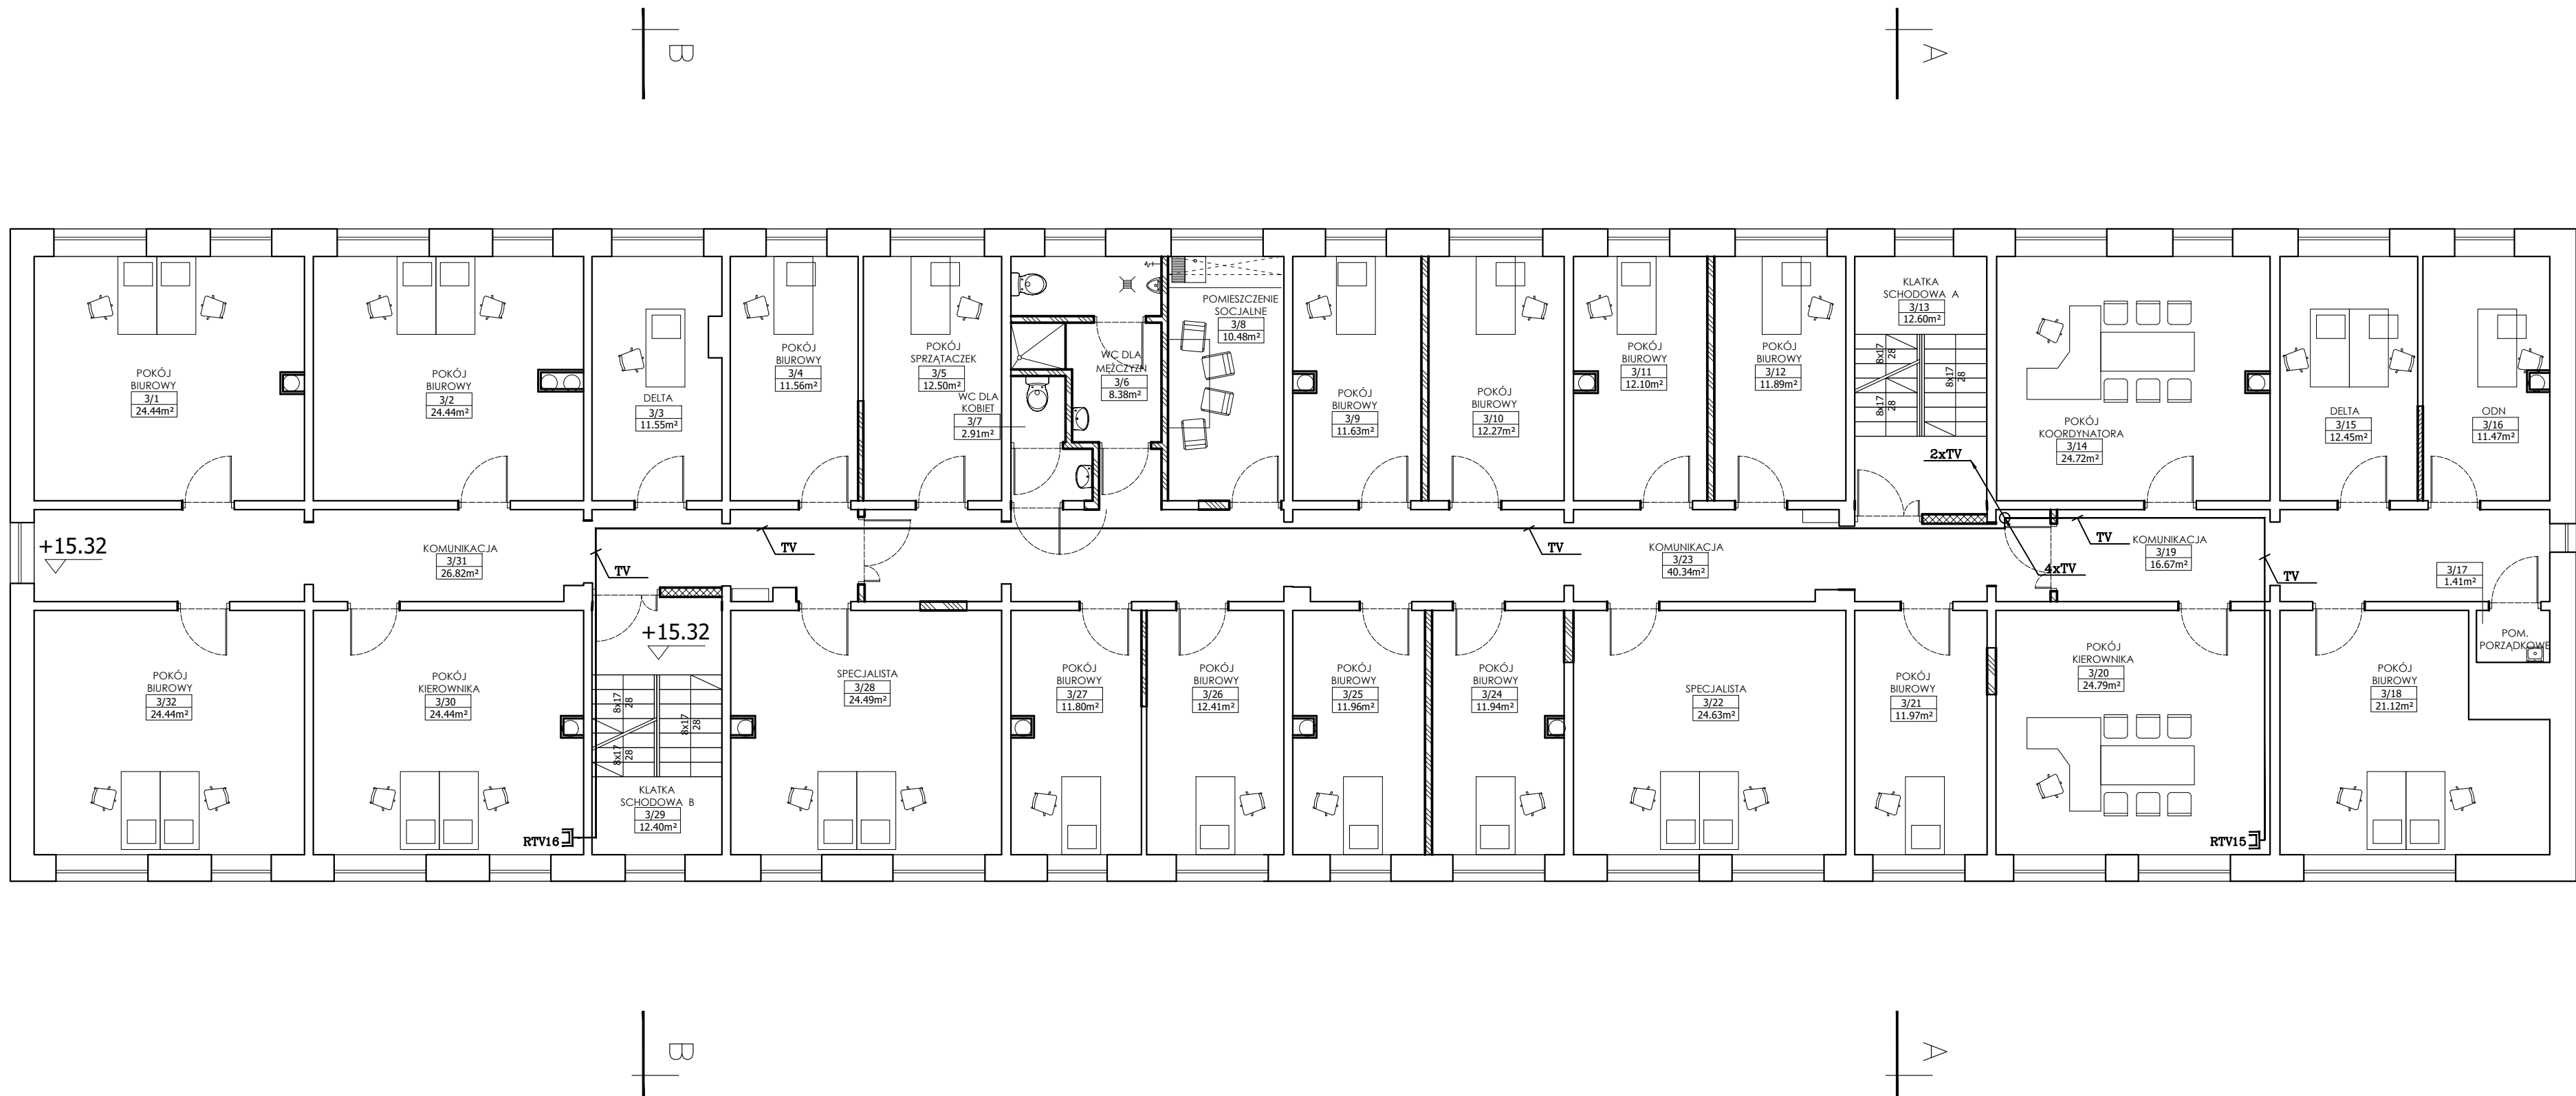 B
A
POKÓJ
BIUROWY
3/1
24.44m²
POKÓJ
BIUROWY
3/2
24.44m²
DELTA
3/3
11.55m²
POKÓJ
BIUROWY
3/4
11.56m²
POKÓJ
SPRZĄTACZEK
3/5
12.50m²
WC DLA
MĘŻCZYZN
3/6
8.38m²
WC DLA
KOBIET
3/7
2.91m²
POMIESZCZENIE
SOCJALNE
3/8
10.48m²
POKÓJ
BIUROWY
3/9
11.63m²
POKÓJ
BIUROWY
3/10
12.27m²
POKÓJ
BIUROWY
3/11
12.10m²
POKÓJ
BIUROWY
3/12
11.89m²
KLATKA
SCHODOWA A
3/13
12.60m²
8x17
28
8x17
28
8x17
28
POKÓJ
KOORDYNATORA
3/14
24.72m²
DELTA
3/15
12.45m²
ODN
3/16
11.47m²
2xTV
+15.32
KOMUNIKACJA
3/31
26.82m²
TV
TV
TV
KOMUNIKACJA
3/23
40.34m²
4xTV
TV
KOMUNIKACJA
3/19
16.67m²
TV
3/17
1.41m²
POM.
PORZĄDKOWE
POKÓJ
BIUROWY
3/32
24.44m²
POKÓJ
KIEROWNIKA
3/30
24.44m²
+15.32
8x17
28
8x17
28
8x17
28
KLATKA
SCHODOWA B
3/29
12.40m²
SPECJALISTA
3/28
24.49m²
POKÓJ
BIUROWY
3/27
11.80m²
POKÓJ
BIUROWY
3/26
12.41m²
POKÓJ
BIUROWY
3/25
11.96m²
POKÓJ
BIUROWY
3/24
11.94m²
SPECJALISTA
3/22
24.63m²
POKÓJ
BIUROWY
3/21
11.97m²
POKÓJ
KIEROWNIKA
3/20
24.79m²
POKÓJ
BIUROWY
3/18
21.12m²
RTV16
RTV15
B
A